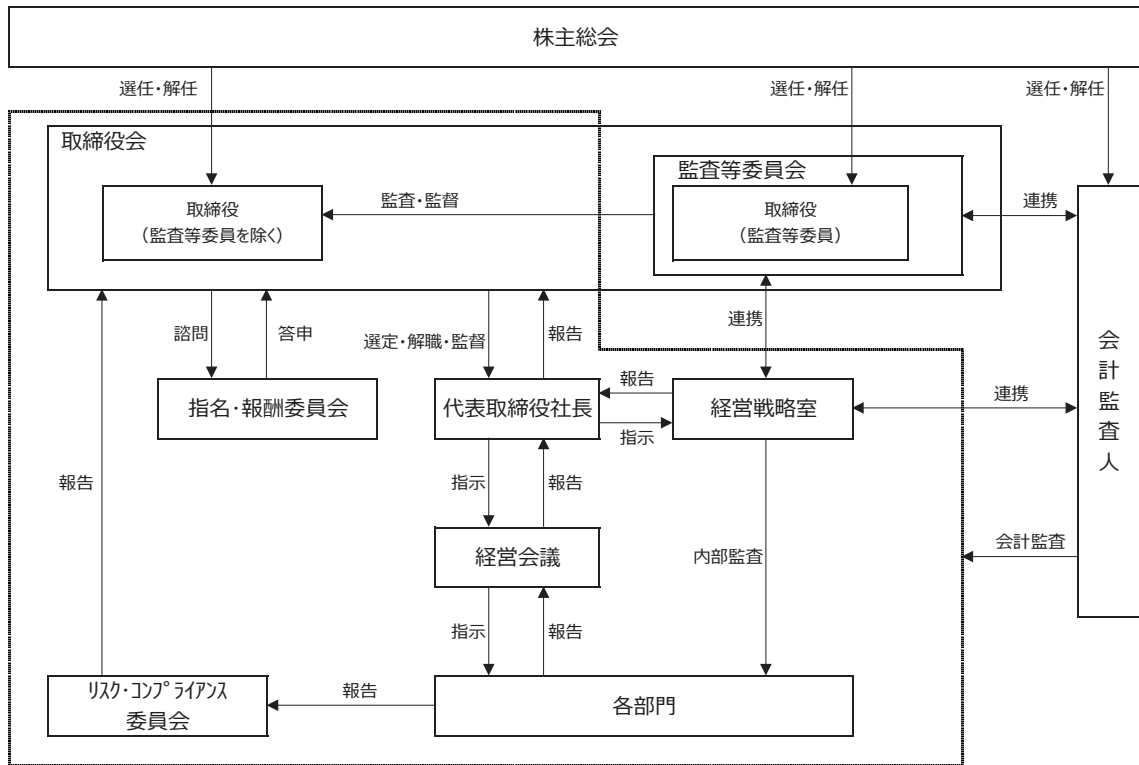 株主総会
選任・解任
選任・解任
選任・解任
取締役会
監査等委員会
取締役
(監査等委員を除く)
監査・監督
取締役
(監査等委員)
連携
諮問
答申
選定・解職・監督
報告
連携
会計監査人
指名・報酬委員会
代表取締役社長
報告
指示
経営戦略室
連携
報告
指示
報告
経営会議
内部監査
会計監査
指示
報告
リスク・コンプライアンス
委員会
報告
各部門